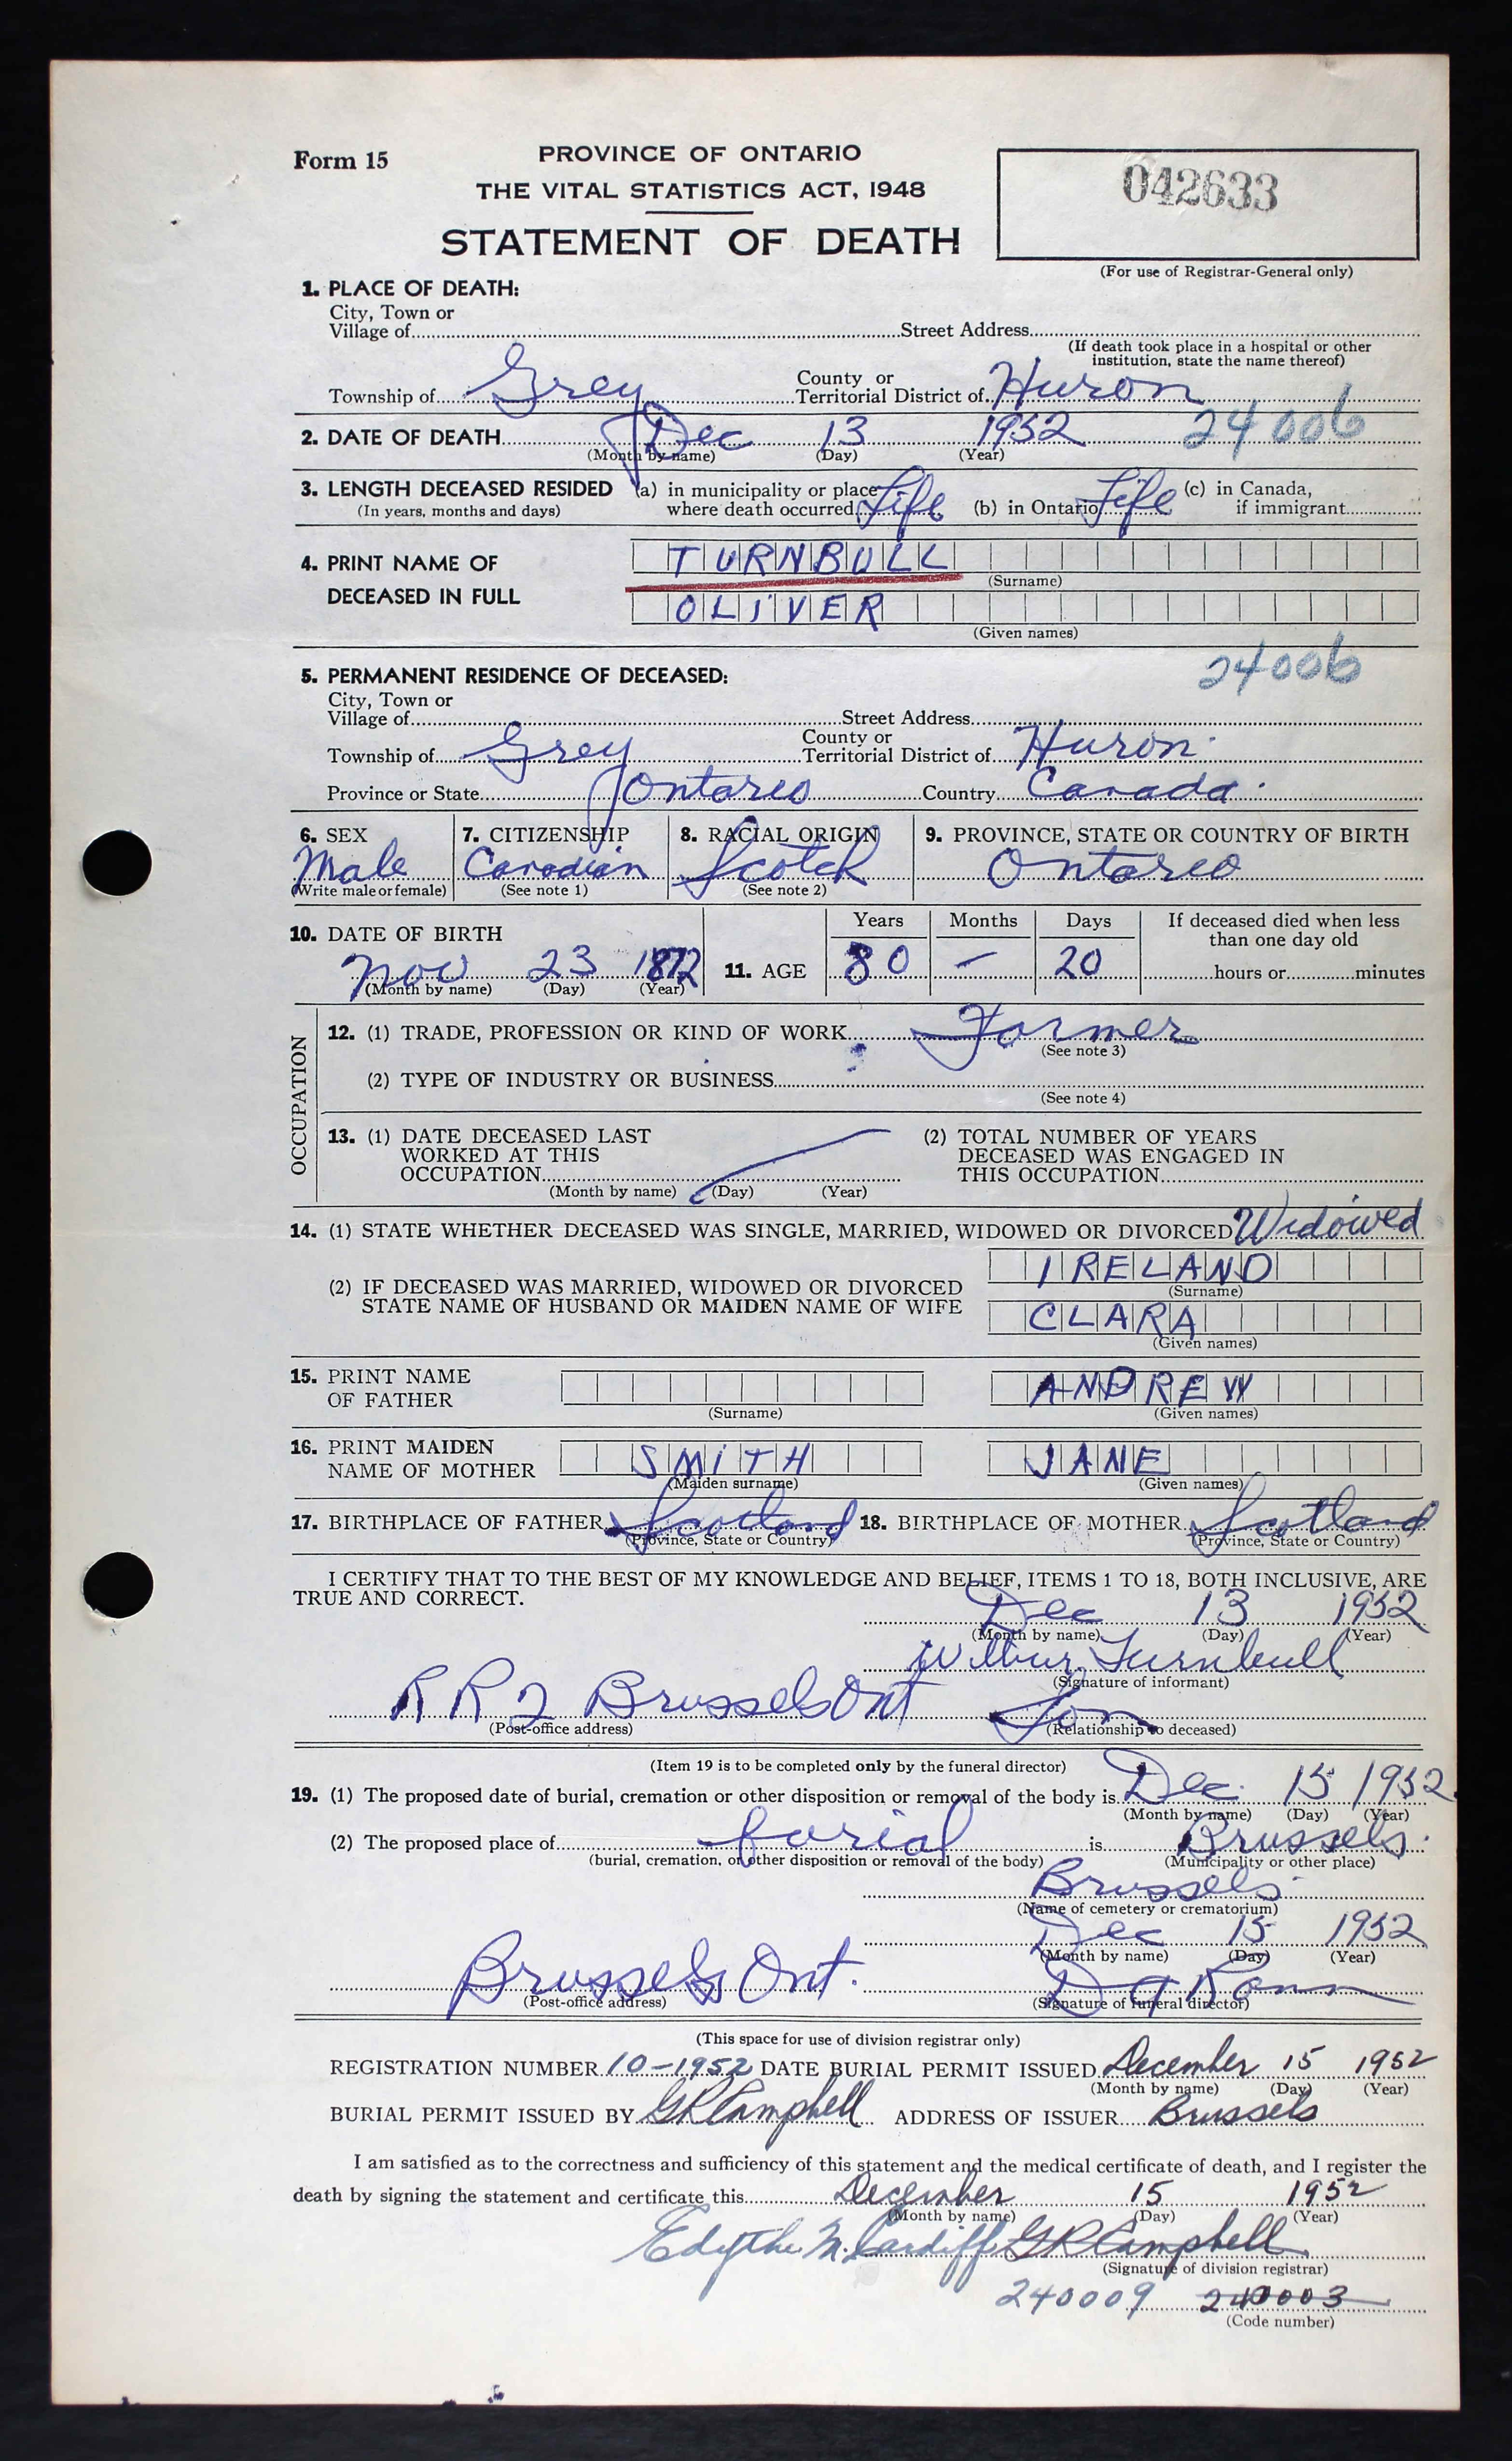 Form 15
PROVINCE OF ONTARIO
THE VITAL STATISTICS ACT, 1948
STATEMENT OF DEATH
042633
(For use of Registrar-General only)
1. PLACE OF DEATH:
City, Town or
Village of Street Address
(If death took place in a hospital or other
institution, state the name thereof)
Township of Grey County or Territorial District of Huron
24006
2. DATE OF DEATH Dec 13 1952
(Month by name) (Day) (Year)
3. LENGTH DECEASED RESIDED (a) in municipality or place where death occurred Life (b) in Ontario Life (c) in Canada, if immigrant
(In years, months and days)
4. PRINT NAME OF DECEASED IN FULL
TURNBULL
(Surname)
OLIVER
(Given names)
24006
5. PERMANENT RESIDENCE OF DECEASED:
City, Town or
Village of Street Address
Township of Grey County or Territorial District of Huron
Province or State Ontario Country Canada
6. SEX 7. CITIZENSHIP 8. RACIAL ORIGIN 9. PROVINCE, STATE OR COUNTRY OF BIRTH
Male Canadian Scotch Ontario
(Write male or female) (See note 1) (See note 2)
10. DATE OF BIRTH Years Months Days If deceased died when less than one day old
Nov 23 1872 11. AGE 80 – 20 hours or minutes
(Month by name) (Day) (Year)
OCCUPATION
12. (1) TRADE, PROFESSION OR KIND OF WORK Farmer
(See note 3)
(2) TYPE OF INDUSTRY OR BUSINESS
(See note 4)
13. (1) DATE DECEASED LAST WORKED AT THIS OCCUPATION (2) TOTAL NUMBER OF YEARS DECEASED WAS ENGAGED IN THIS OCCUPATION
(Month by name) (Day) (Year)
14. (1) STATE WHETHER DECEASED WAS SINGLE, MARRIED, WIDOWED OR DIVORCED Widowed
(2) IF DECEASED WAS MARRIED, WIDOWED OR DIVORCED
STATE NAME OF HUSBAND OR MAIDEN NAME OF WIFE
IRELAND
(Surname)
CLARA
(Given names)
15. PRINT NAME OF FATHER ANDREW
(Surname) (Given names)
16. PRINT MAIDEN NAME OF MOTHER SMITH JANE
(Maiden surname) (Given names)
17. BIRTHPLACE OF FATHER Scotland 18. BIRTHPLACE OF MOTHER Scotland
(Province, State or Country) (Province, State or Country)
I CERTIFY THAT TO THE BEST OF MY KNOWLEDGE AND BELIEF, ITEMS 1 TO 18, BOTH INCLUSIVE, ARE
TRUE AND CORRECT.
Dec 13 1952
(Month by name) (Day) (Year)
Wilbur Turnbull
(Signature of informant)
R R 2 Brussels Ont Son
(Post-office address) (Relationship to deceased)
(Item 19 is to be completed only by the funeral director)
19. (1) The proposed date of burial, cremation or other disposition or removal of the body is Dec. 15 1952
(Month by name) (Day) (Year)
(2) The proposed place of burial is Brussels.
(burial, cremation, or other disposition or removal of the body) (Municipality or other place)
Brussels
(Name of cemetery or crematorium)
Dec 15 1952
(Month by name) (Day) (Year)
Brussels Ont. D A Rann
(Post-office address) (Signature of funeral director)
(This space for use of division registrar only)
REGISTRATION NUMBER 10-1952 DATE BURIAL PERMIT ISSUED December 15 1952
(Month by name) (Day) (Year)
BURIAL PERMIT ISSUED BY GR Campbell ADDRESS OF ISSUER Brussels
I am satisfied as to the correctness and sufficiency of this statement and the medical certificate of death, and I register the
death by signing the statement and certificate this December 15 1952
(Month by name) (Day) (Year)
Edythe M. Cardiff GR Campbell
(Signature of division registrar)
240009 240003
(Code number)